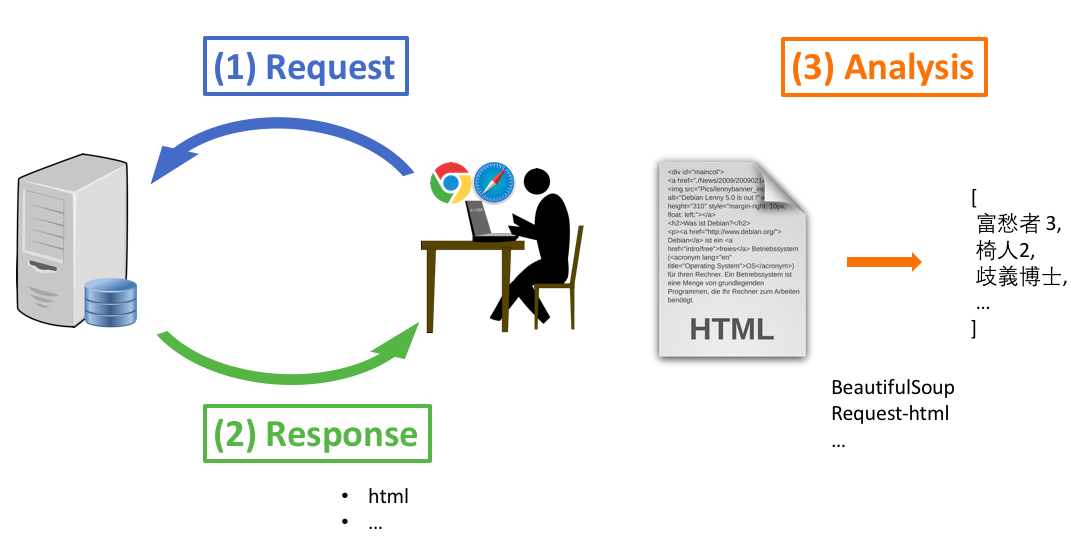 (1) Request
(3) Analysis
<div id="maincol">
<a href="./News/2009/2009021
<img src="Pics/lennybanner_ind
alt="Debian Lenny 5.0 is out !"
height="310" style="margin-right: 10px;
float: left;"></a>
<h2>Was ist Debian?</h2>
<p><a href="http://www.debian.org/">
Debian</a> ist ein <a
href="intro/free">freies</a> Betriebssystem
(<acronym lang="en"
title="Operating System">OS</acronym>)
für Ihren Rechner. Ein Betriebssystem ist
eine Menge von grundlegenden
Programmen, die Ihr Rechner zum Arbeiten
benötigt.
HTML
[
富愁者 3,
椅人2,
歧義博士,
...
]
BeautifulSoup
Request-html
...
(2) Response
• html
• ...